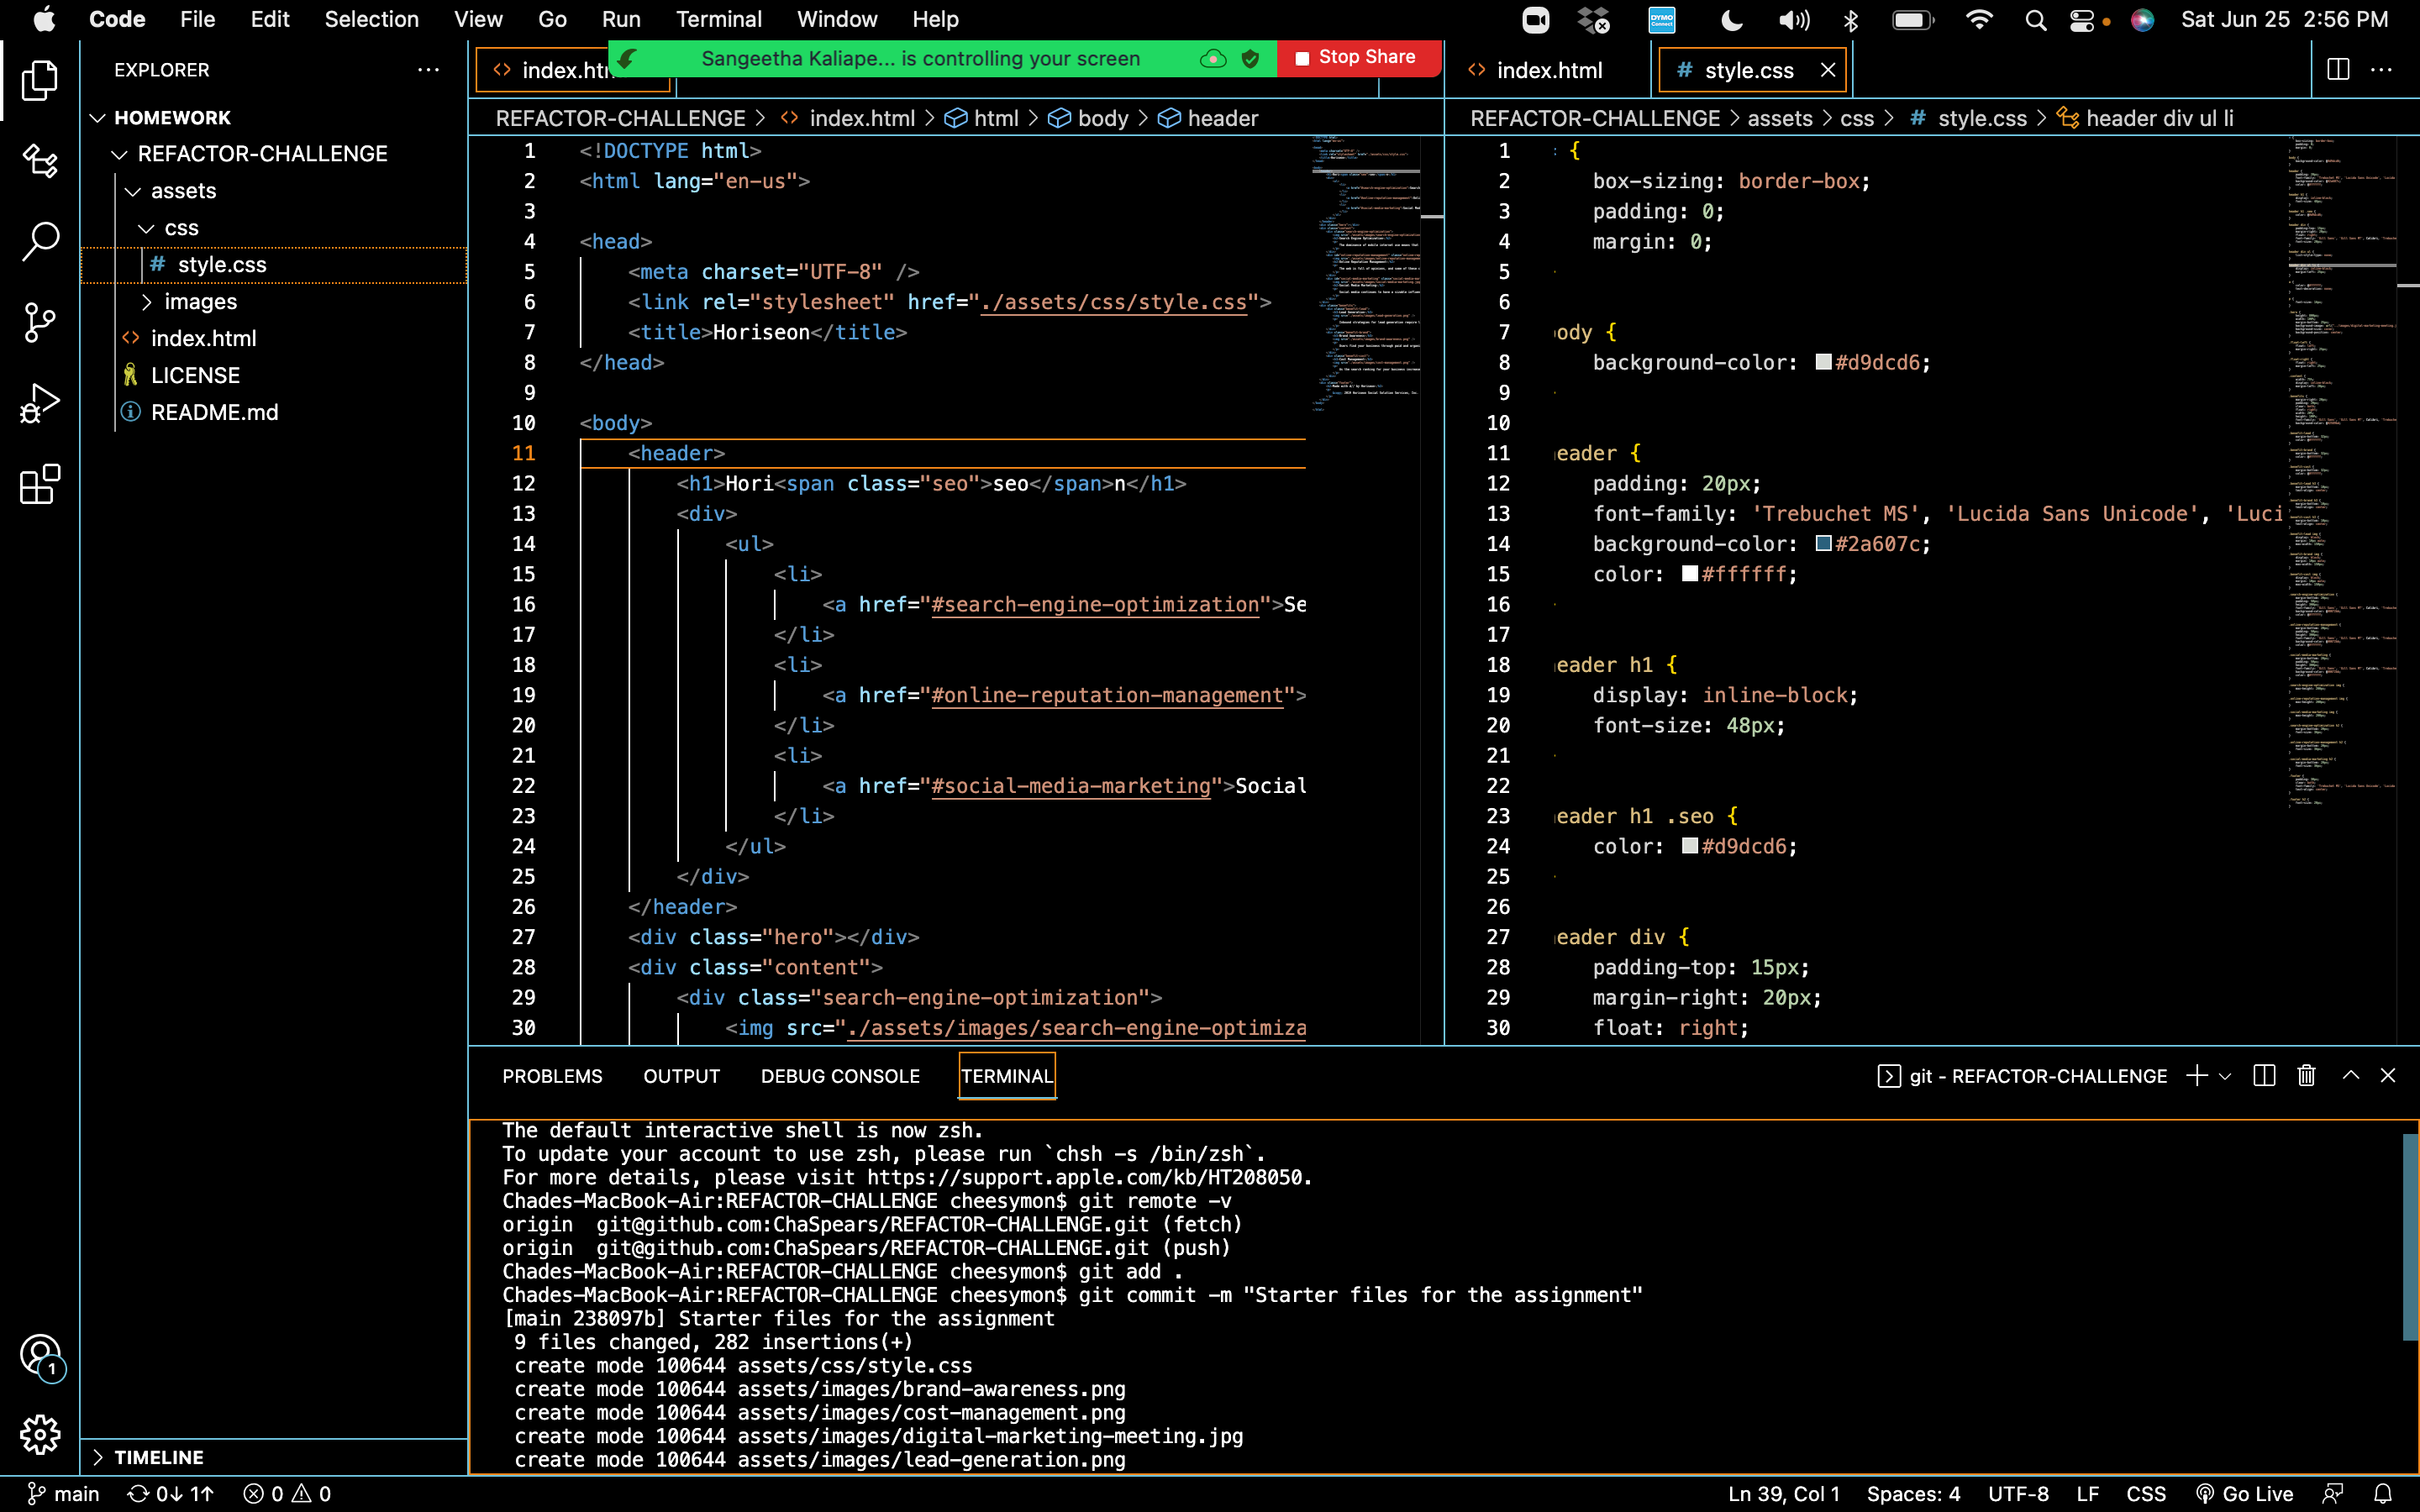 Code File Edit Selection View Go Run Terminal Window Help
DYMO Connect
Sat Jun 25 2:56 PM
Sangeetha Kaliape... is controlling your screen
Stop Share
EXPLORER
HOMEWORK
REFACTOR-CHALLENGE
assets
css
# style.css
images
<> index.html
LICENSE
README.md
TIMELINE
REFACTOR-CHALLENGE > <> index.html > html > body > header
1 <!DOCTYPE html>
2 <html lang="en-us">
3
4 <head>
5 <meta charset="UTF-8" />
6 <link rel="stylesheet" href="./assets/css/style.css">
7 <title>Horiseon</title>
8 </head>
9
10 <body>
11 <header>
12 <h1>Hori<span class="seo">seo</span>n</h1>
13 <div>
14 <ul>
15 <li>
16 <a href="#search-engine-optimization">Se
17 </li>
18 <li>
19 <a href="#online-reputation-management">
20 </li>
21 <li>
22 <a href="#social-media-marketing">Social
23 </li>
24 </ul>
25 </div>
26 </header>
27 <div class="hero"></div>
28 <div class="content">
29 <div class="search-engine-optimization">
30 <img src="./assets/images/search-engine-optimiza
<> index.html
# style.css
REFACTOR-CHALLENGE > assets > css > # style.css > header div ul li
1 {
2 box-sizing: border-box;
3 padding: 0;
4 margin: 0;
5
6
7 ody {
8 background-color: #d9dcd6;
9
10
11 eader {
12 padding: 20px;
13 font-family: 'Trebuchet MS', 'Lucida Sans Unicode', 'Luci
14 background-color: #2a607c;
15 color: #ffffff;
16
17
18 eader h1 {
19 display: inline-block;
20 font-size: 48px;
21
22
23 eader h1 .seo {
24 color: #d9dcd6;
25
26
27 eader div {
28 padding-top: 15px;
29 margin-right: 20px;
30 float: right;
PROBLEMS OUTPUT DEBUG CONSOLE TERMINAL
git - REFACTOR-CHALLENGE
The default interactive shell is now zsh.
To update your account to use zsh, please run `chsh -s /bin/zsh`.
For more details, please visit https://support.apple.com/kb/HT208050.
Chades-MacBook-Air:REFACTOR-CHALLENGE cheesymon$ git remote -v
origin git@github.com:ChaSpears/REFACTOR-CHALLENGE.git (fetch)
origin git@github.com:ChaSpears/REFACTOR-CHALLENGE.git (push)
Chades-MacBook-Air:REFACTOR-CHALLENGE cheesymon$ git add .
Chades-MacBook-Air:REFACTOR-CHALLENGE cheesymon$ git commit -m "Starter files for the assignment"
[main 238097b] Starter files for the assignment
9 files changed, 282 insertions(+)
create mode 100644 assets/css/style.css
create mode 100644 assets/images/brand-awareness.png
create mode 100644 assets/images/cost-management.png
create mode 100644 assets/images/digital-marketing-meeting.jpg
create mode 100644 assets/images/lead-generation.png
1
main 0↓ 1↑ 0 0
Ln 39, Col 1 Spaces: 4 UTF-8 LF CSS Go Live